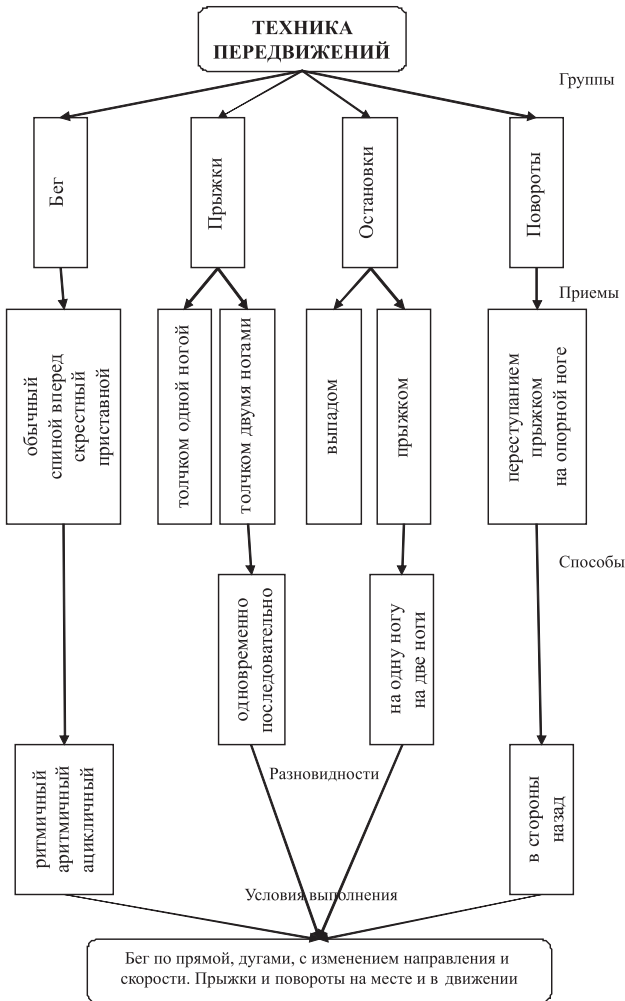 ТЕХНИКА
ПЕРЕДВИЖЕНИЙ
Группы
Бег
Прыжки
Остановки
Повороты
Приемы
обычный
спиной вперед
скрестный
приставной
толчком одной ногой
толчком двумя ногами
выпадом
прыжком
переступанием
прыжком
на опорной ноге
Способы
одновременно
последовательно
на одну ногу
на две ноги
Разновидности
ритмичный
аритмичный
ацикличный
в стороны
назад
Условия выполнения
Бег по прямой, дугами, с изменением направления и
скорости. Прыжки и повороты на месте и в движении